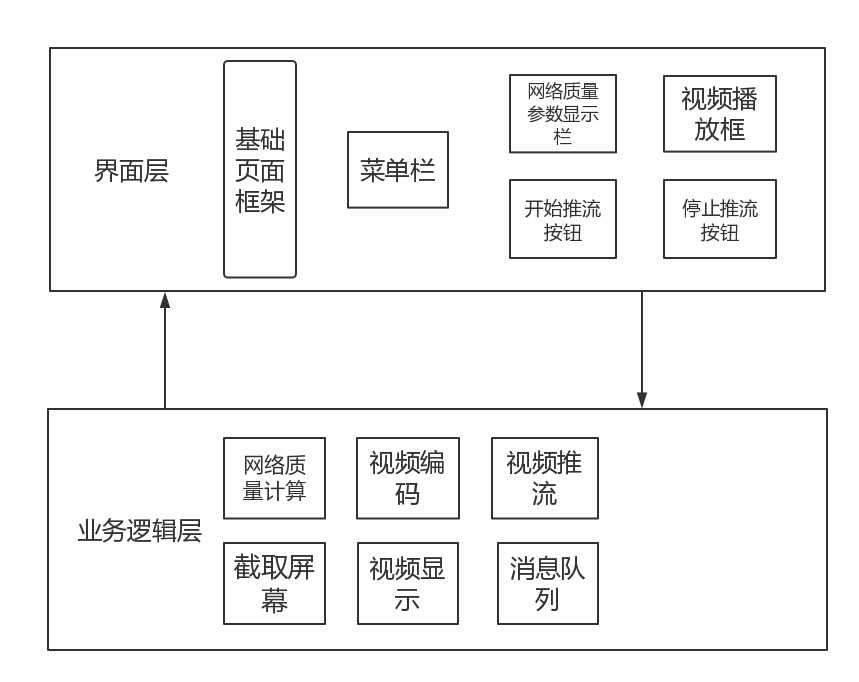 界面层
基础
页面
框架
菜单栏
网络质量
参数显示
栏
视频播
放框
开始推流
按钮
停止推流
按钮
业务逻辑层
网络质
量计算
视频编
码
视频推
流
截取屏
幕
视频显
示
消息队
列